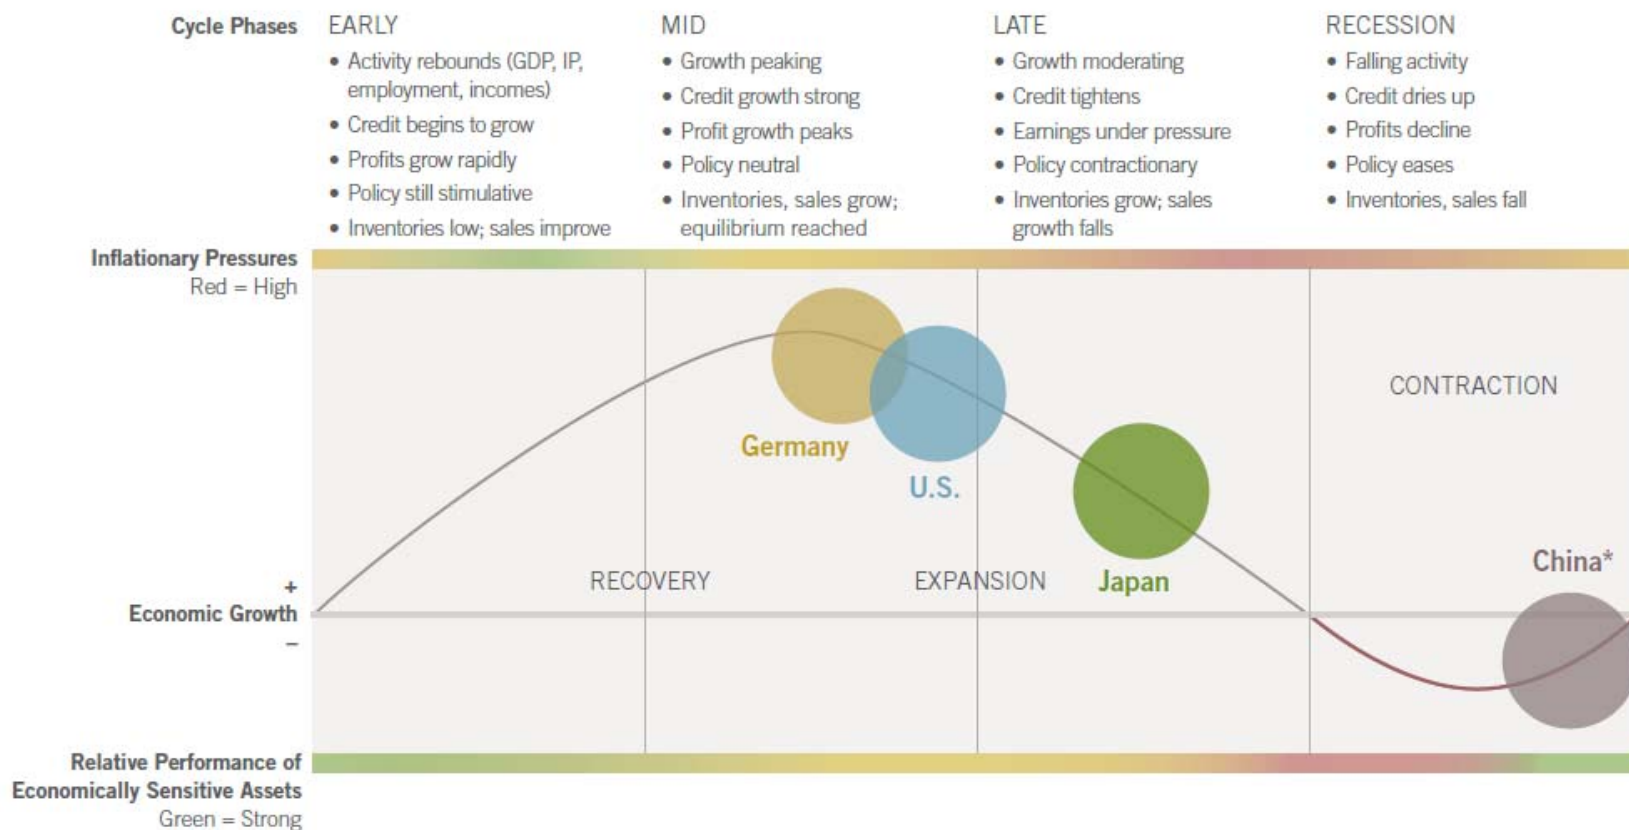 Cycle Phases
EARLY
• Activity rebounds (GDP, IP,
employment, incomes)
• Credit begins to grow
• Profits grow rapidly
• Policy still stimulative
• Inventories low; sales improve
MID
• Growth peaking
• Credit growth strong
• Profit growth peaks
• Policy neutral
• Inventories, sales grow;
equilibrium reached
LATE
• Growth moderating
• Credit tightens
• Earnings under pressure
• Policy contractionary
• Inventories grow; sales
growth falls
RECESSION
• Falling activity
• Credit dries up
• Profits decline
• Policy eases
• Inventories, sales fall
Inflationary Pressures
Red = High
CONTRACTION
Germany
U.S.
China*
RECOVERY
EXPANSION
Japan
+
Economic Growth
–
Relative Performance of
Economically Sensitive Assets
Green = Strong